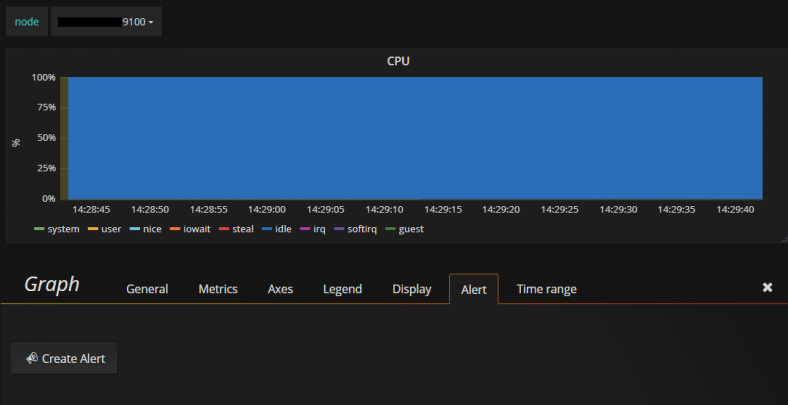 node 9100
CPU
100%
75%
50%
25%
0%
%
14:28:45 14:28:50 14:28:55 14:29:00 14:29:05 14:29:10 14:29:15 14:29:20 14:29:25 14:29:30 14:29:35 14:29:40
system user nice iowait steal idle irq softirq guest
Graph General Metrics Axes Legend Display Alert Time range
Create Alert